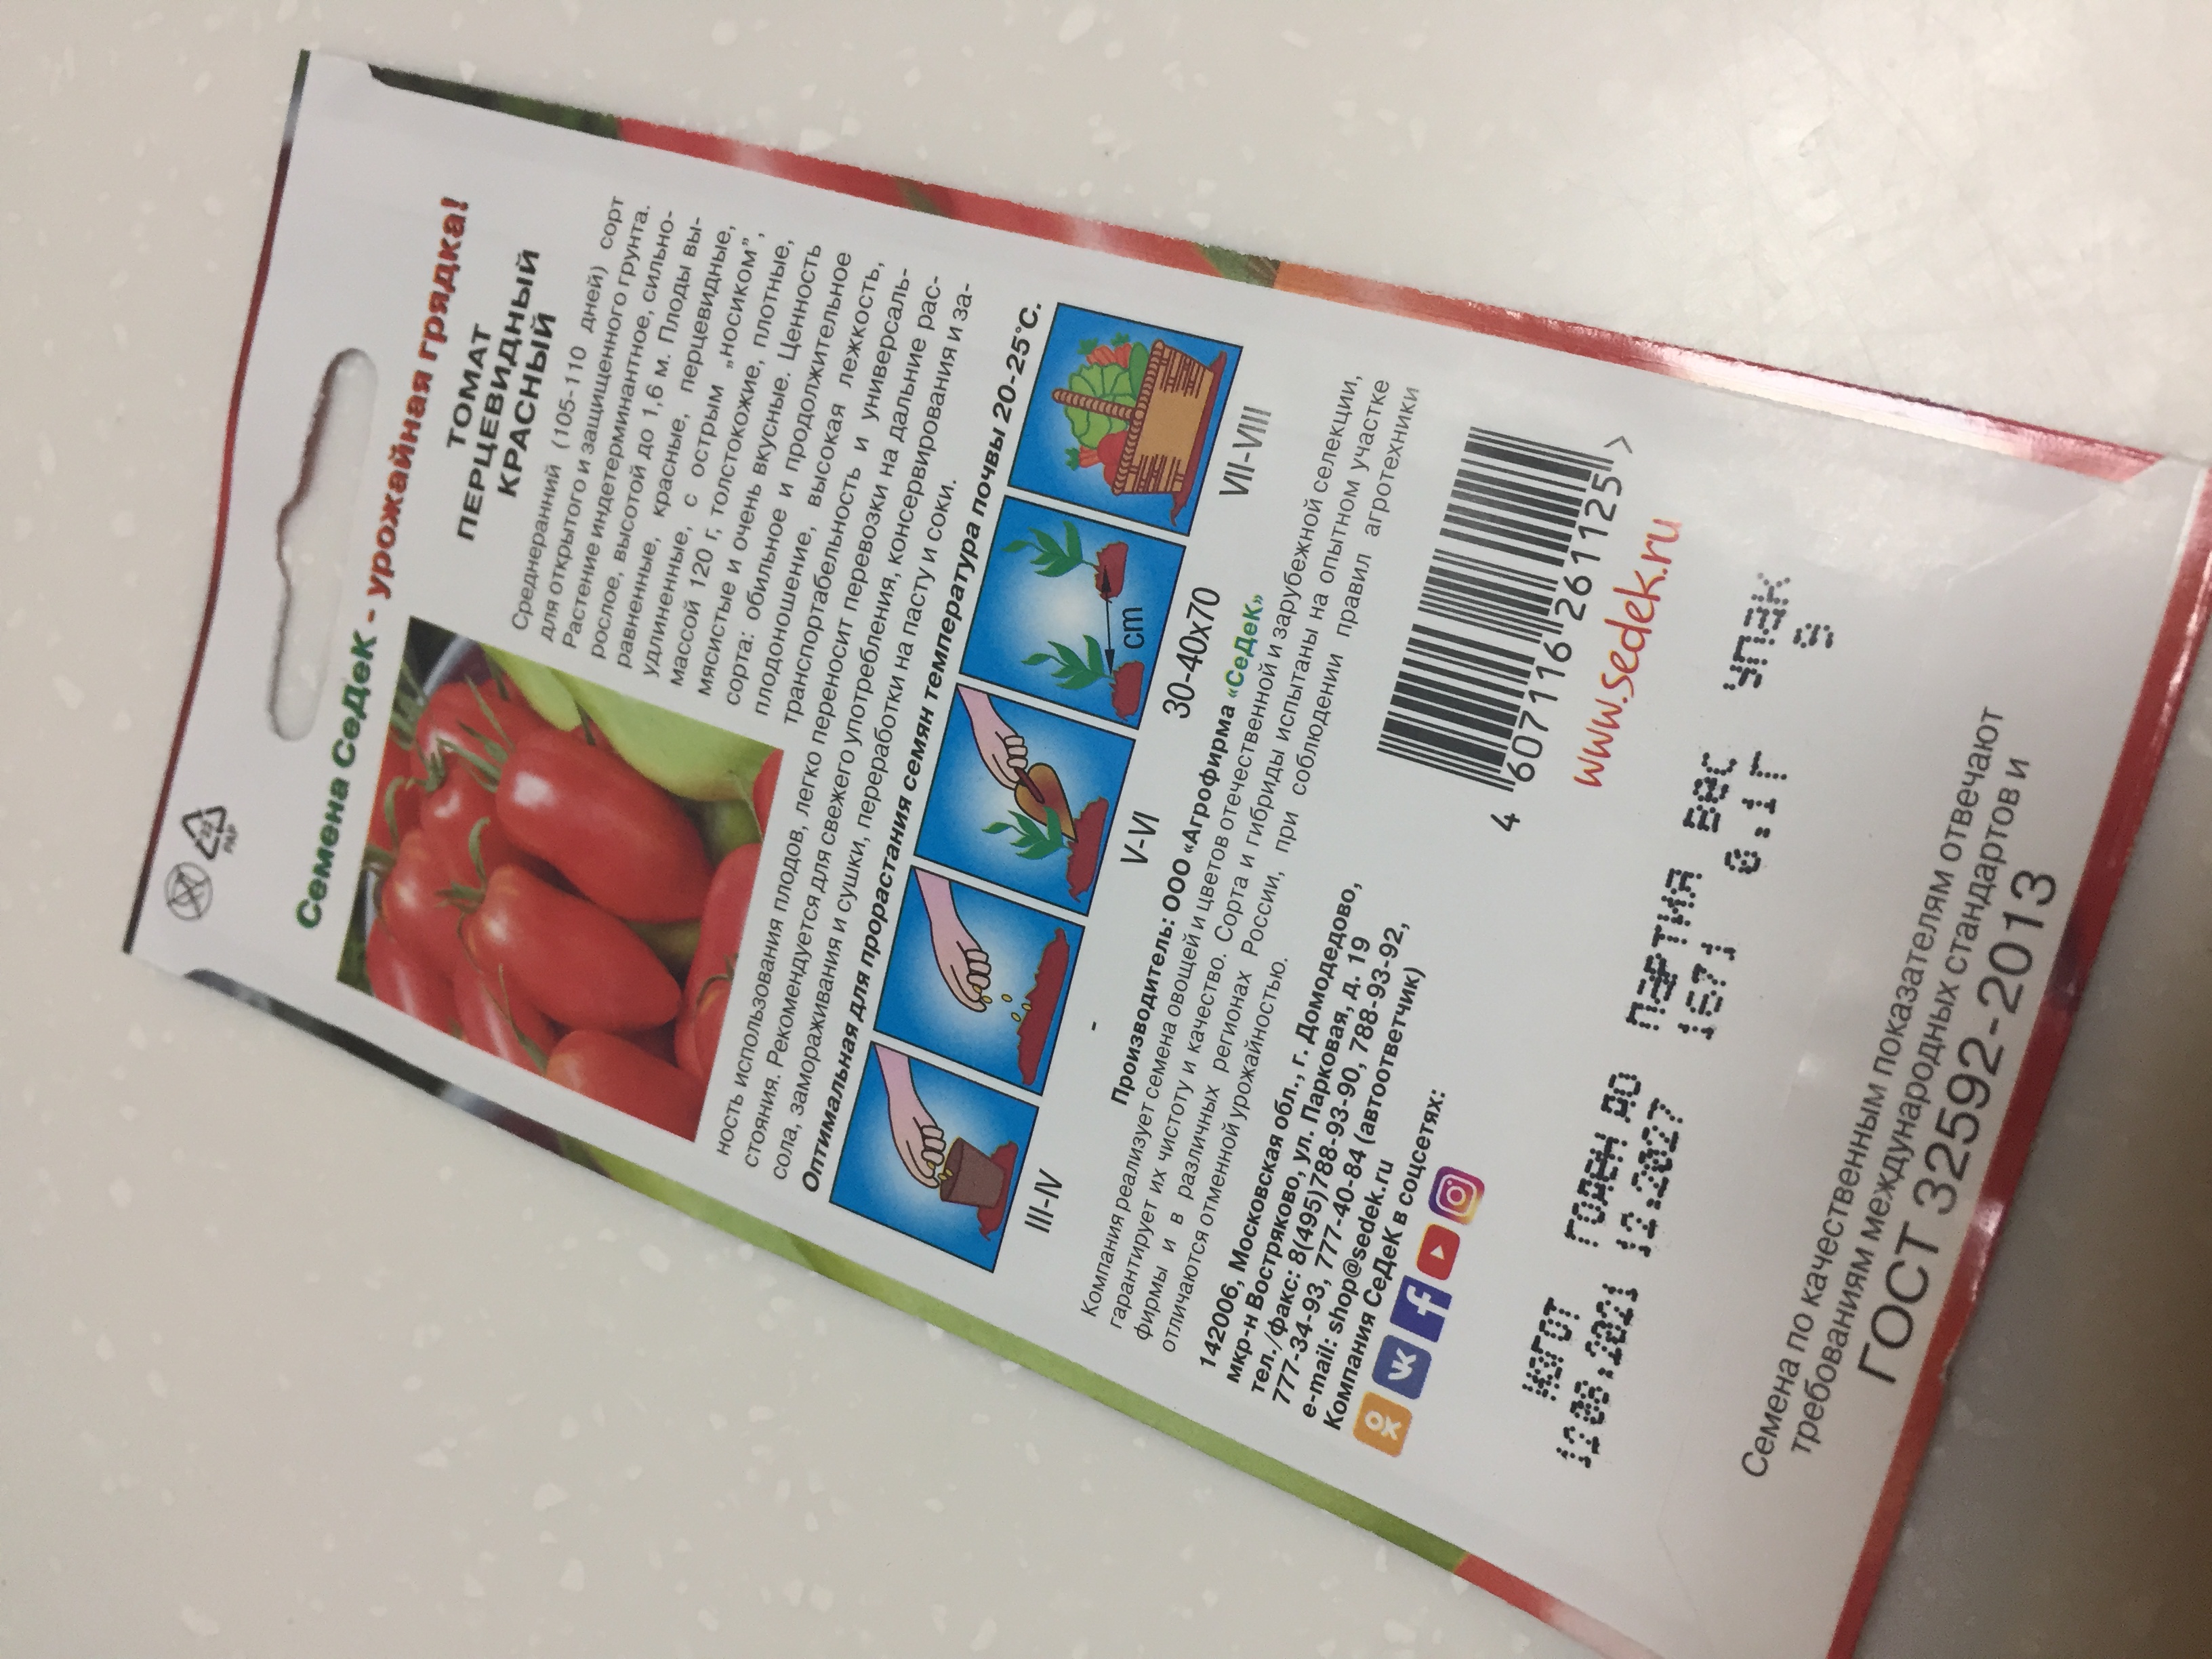 22
PAP
Семена СеДеК - урожайная грядка!
ТОМАТ
ПЕРЦЕВИДНЫЙ
КРАСНЫЙ
Среднеранний (105-110 дней) сорт
для открытого и защищенного грунта.
Растение индетерминантное, сильно-
рослое, высотой до 1,6 м. Плоды вы-
равненные, красные, перцевидные,
удлиненные, с острым „носиком”,
массой 120 г, толстокожие, плотные,
мясистые и очень вкусные. Ценность
сорта: обильное и продолжительное
плодоношение, высокая лежкость,
транспортабельность и универсаль-
ность использования плодов, легко переносит перевозки на дальние рас-
стояния. Рекомендуется для свежего употребления, консервирования и за-
сола, замораживания и сушки, переработки на пасту и соки.
Оптимальная для прорастания семян температура почвы 20-25°С.
cm
III-IV - V-VI 30-40x70 VII-VIII
Производитель: ООО «Агрофирма «СеДеК»
Компания реализует семена овощей и цветов отечественной и зарубежной селекции,
гарантирует их чистоту и качество. Сорта и гибриды испытаны на опытном участке
фирмы и в различных регионах России, при соблюдении правил агротехники
отличаются отменной урожайностью.
142006, Московская обл., г. Домодедово,
мкр-н Востряково, ул. Парковая, д. 19
тел./факс: 8(495)788-93-90, 788-93-92,
777-34-93, 777-40-84 (автоответчик)
e-mail: shop@sedek.ru
Компания СеДеК в соцсетях:
4 607116 261125 >
www.sedek.ru
ИЗГОТ ГОДЕН ДО ПАРТИЯ ВЕС УПАК
12.2027 1671 0.1Г
Семена по качественным показателям отвечают
требованиям международных стандартов и
ГОСТ 32592-2013